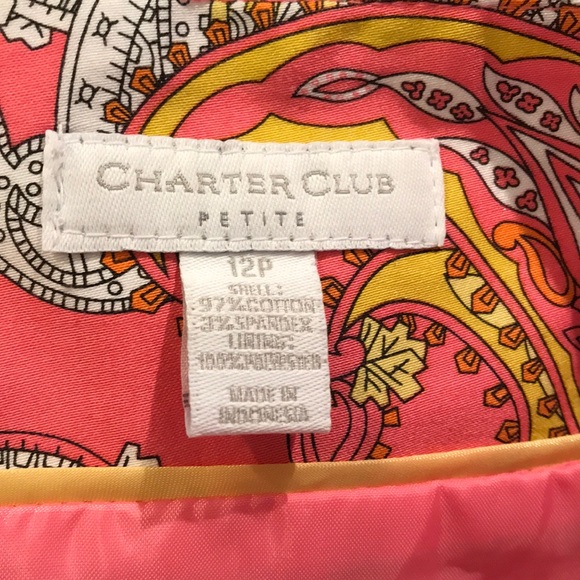 CHARTER CLUB
PETITE
12P
SHELL:
97% COTTON
3% SPANDEX
LINING:
100% POLYESTER
MADE IN
INDONESIA